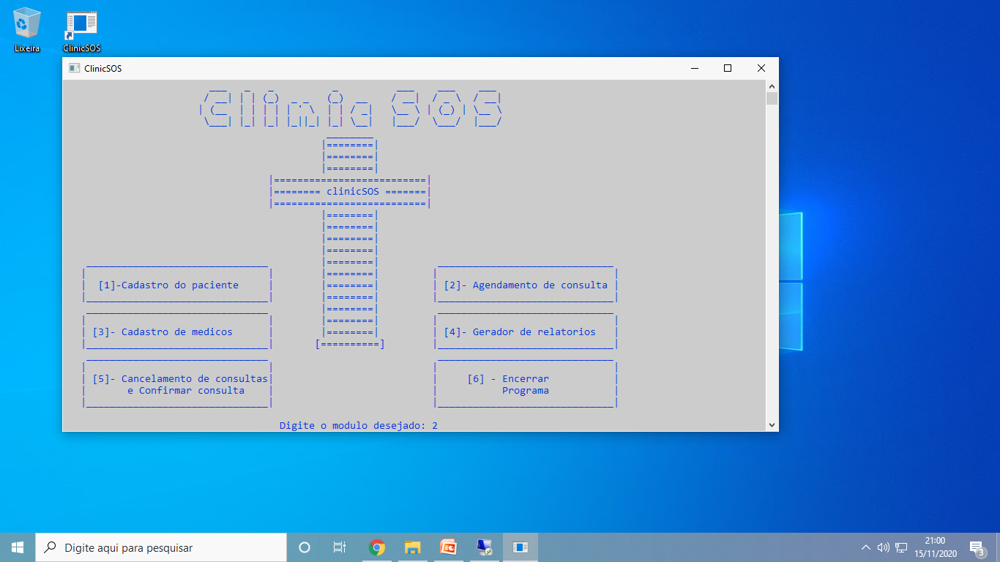 Lixeira
ClinicSOS
ClinicSOS
Clinic SOS
clinicSOS
[1]-Cadastro do paciente
[2]- Agendamento de consulta
[3]- Cadastro de medicos
[4]- Gerador de relatorios
[5]- Cancelamento de consultas
e Confirmar consulta
[6] - Encerrar
Programa
Digite o modulo desejado: 2
Digite aqui para pesquisar
21:00
15/11/2020
3